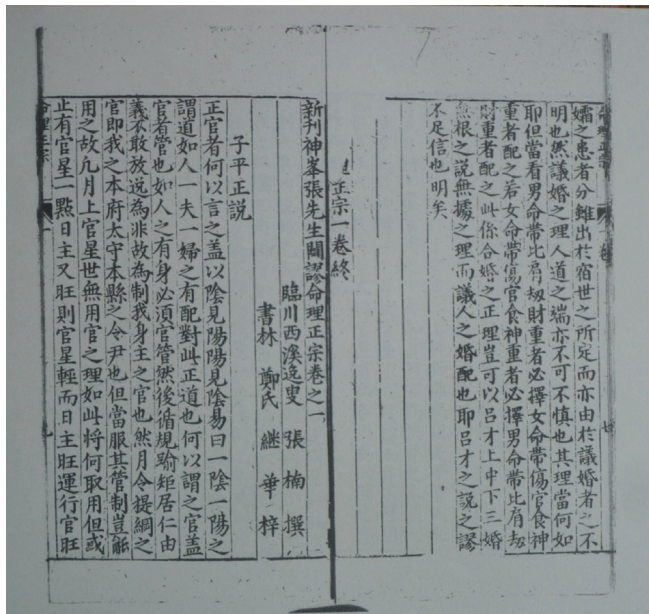 孀之患者分雖出於宿世之所定而亦由於議婚者之不
明也然議婚之理人道之端亦不可不慎也其理當何如
耶但當看男命帶比肩刼財重者必擇女命帶傷官食神
重者配之若女命帶傷官食神重者必擇男命帶比肩刼
財重者配之此係合婚之正理豈可以吕才上中下三婚
無根之說無據之理而議人之婚配也耶吕才之說之謬
不足信也明矣
正宗一卷終
新刊神峯張先生闢謬命理正宗卷之一
臨川西溪逸叟 張楠 撰
書林 鄭氏 繼華 梓
子平正説
正官者何以言之盖以陰見陽陽見陰易曰一陰一陽之
謂道如人一夫一婦之有配對此正道也何以謂之官盖
官者管也如人之有身必須官管然後循規踰矩居仁由
義不敢放逸為非故為制我身主之官也然月令提綱之
官即我之本府太守本縣之令尹也但當服其管制豈能
用之故凡月上官星世無用官之理如此將何取用但或
止有官星一點日主又旺則官星輕而日主旺運行官旺
命理正宗